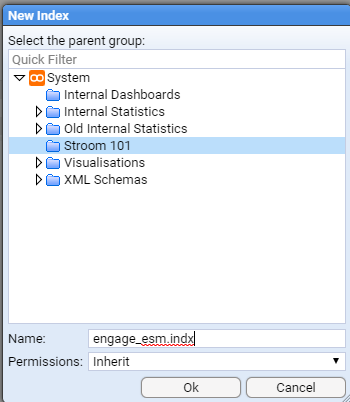 New Index
Select the parent group:
Quick Filter
System
Internal Dashboards
Internal Statistics
Old Internal Statistics
Stroom 101
Visualisations
XML Schemas
Name: engage_esm.indx
Permissions: Inherit
Ok Cancel